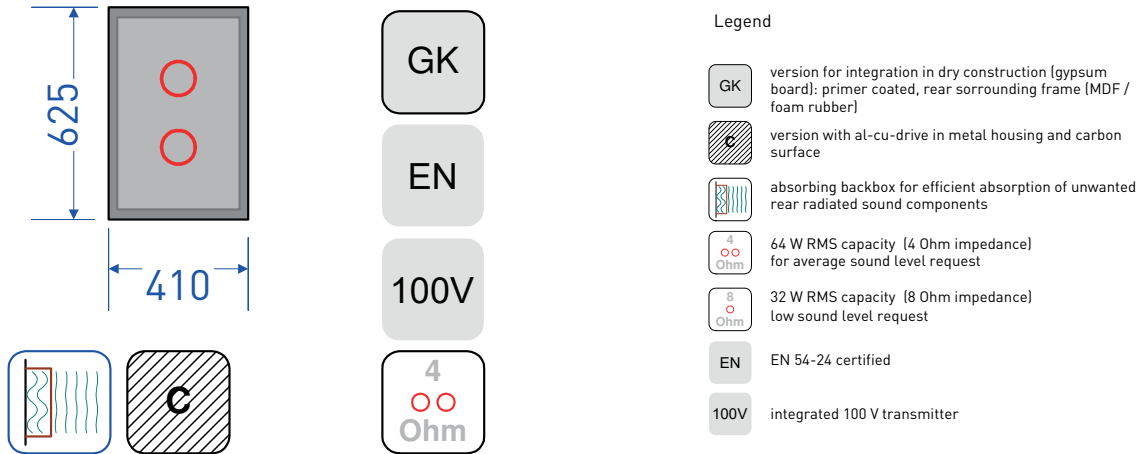 625
410
C
GK
EN
100V
4
Ohm
Legend
GK
version for integration in dry construction (gypsum
board): primer coated, rear sorrounding frame (MDF /
foam rubber)
C
version with al-cu-drive in metal housing and carbon
surface
absorbing backbox for efficient absorption of unwanted
rear radiated sound components
4
Ohm
64 W RMS capacity (4 Ohm impedance)
for average sound level request
8
Ohm
32 W RMS capacity (8 Ohm impedance)
low sound level request
EN
EN 54-24 certified
100V
integrated 100 V transmitter